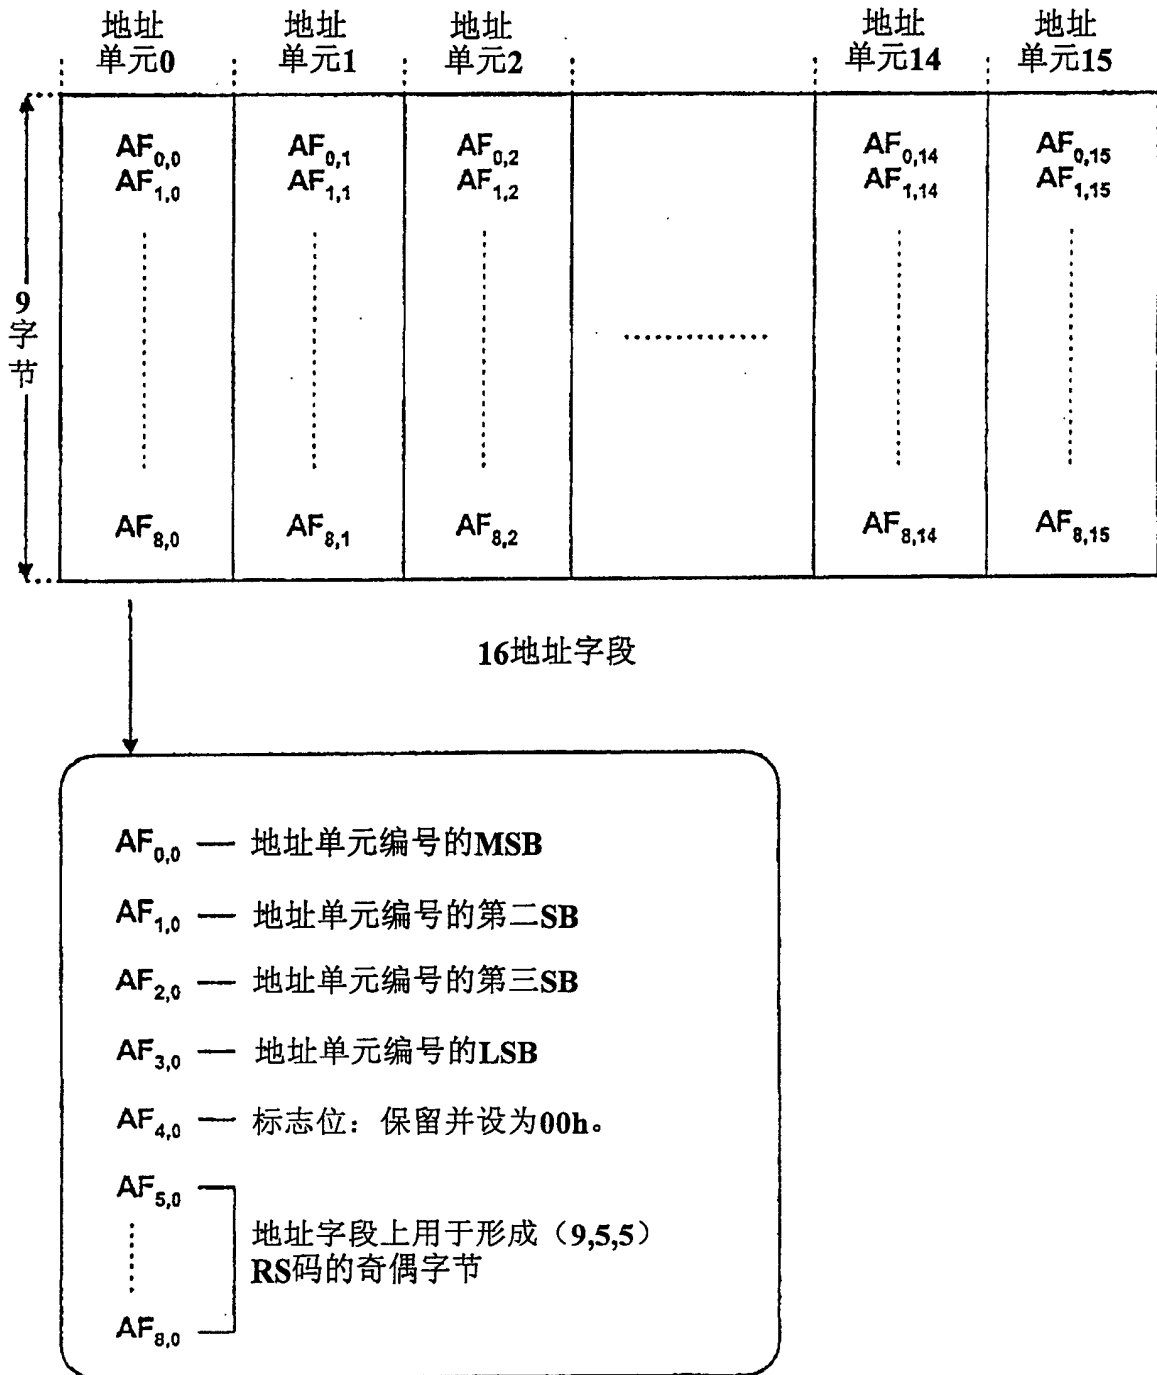 地址 地址 地址 地址 地址
单元0 单元1 单元2 单元14 单元15
AF0,0 AF0,1 AF0,2 AF0,14 AF0,15
AF1,0 AF1,1 AF1,2 AF1,14 AF1,15
9
字
节
AF8,0 AF8,1 AF8,2 AF8,14 AF8,15
16地址字段
AF0,0 — 地址单元编号的MSB
AF1,0 — 地址单元编号的第二SB
AF2,0 — 地址单元编号的第三SB
AF3,0 — 地址单元编号的LSB
AF4,0 — 标志位：保留并设为00h。
AF5,0
地址字段上用于形成（9,5,5）
RS码的奇偶字节
AF8,0